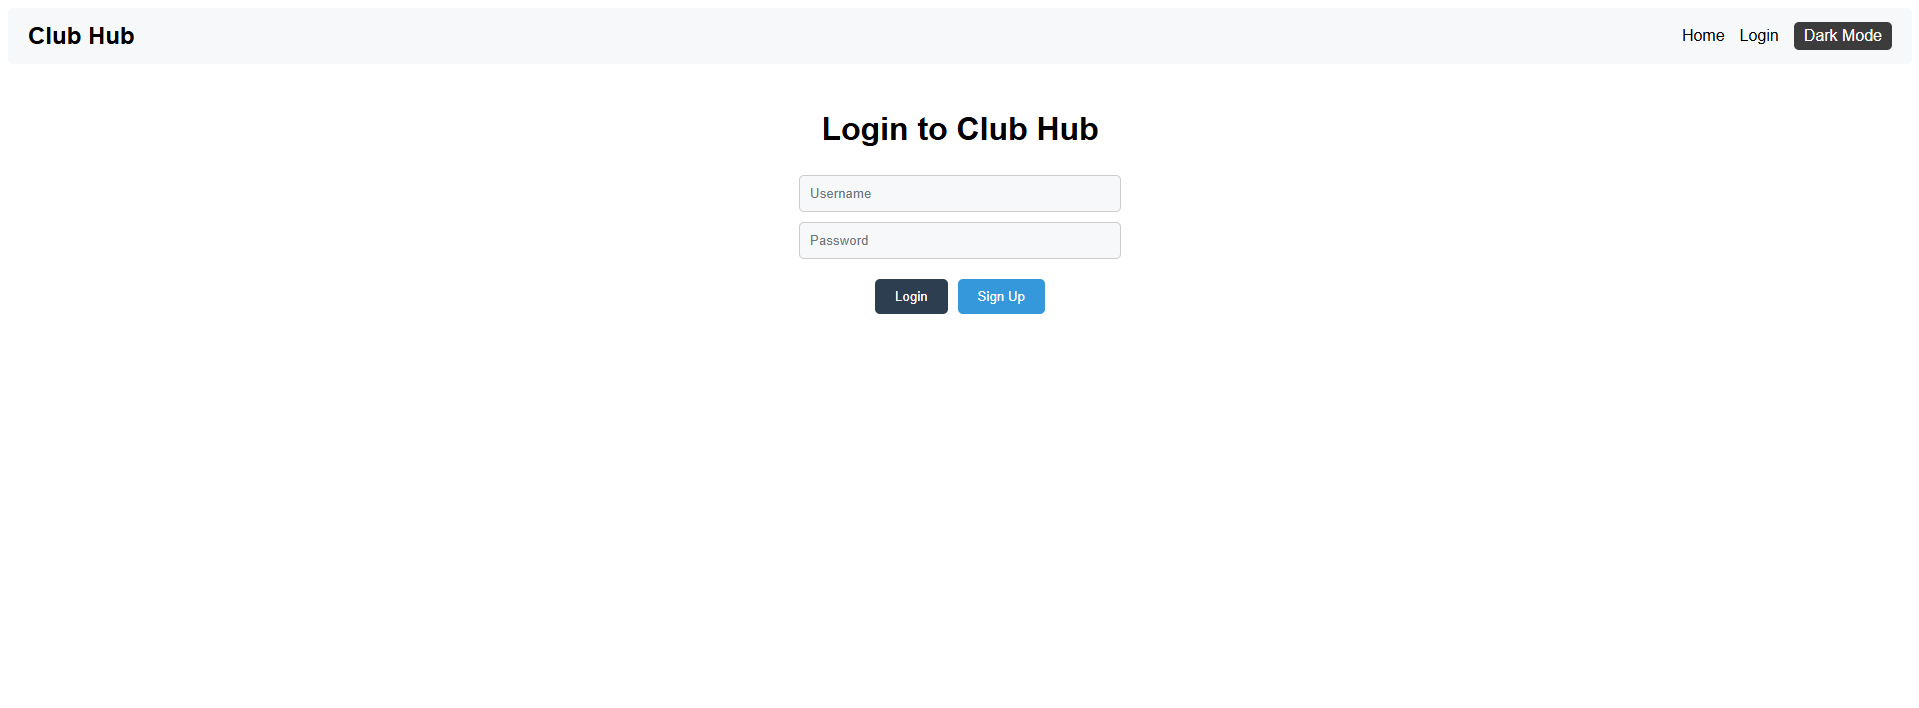 Club Hub
Home Login Dark Mode
Login to Club Hub
Username
Password
Login Sign Up